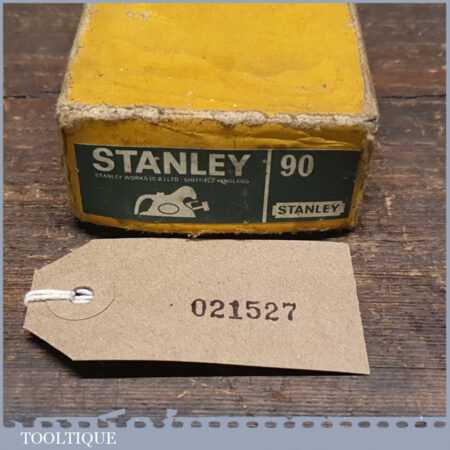 STANLEY
STANLEY WORKS (G.B.) LTD · SHEFFIELD ENGLAND
90
STANLEY
021527
TOOLTIQUE